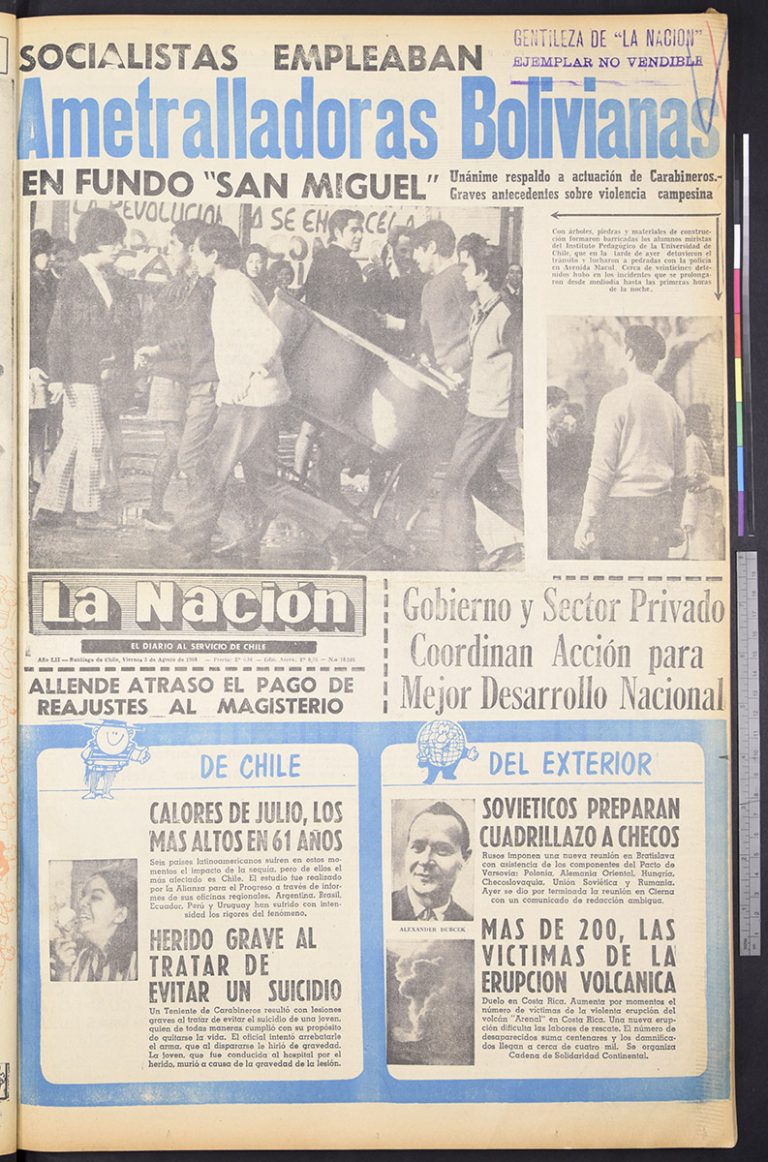 SOCIALISTAS EMPLEABAN
GENTILEZA DE "LA NACION"
EJEMPLAR NO VENDIBLE
Ametralladoras Bolivianas
EN FUNDO "SAN MIGUEL"
Unánime respaldo a actuación de Carabineros.-
Graves antecedentes sobre violencia campesina
LA REVOLUCION
SE
Con árboles, piedras y materiales de construc-
ción formaron barricadas los alumnos miristas
del Instituto Pedagógico de la Universidad de
Chile, que en la tarde de ayer detuvieron el
tránsito y lucharon a pedradas con la policía
en Avenida Macul. Cerca de veinticinco dete-
nidos hubo en los incidentes que se prolonga-
ron desde mediodía hasta las primeras horas
de la noche.
La Nación
EL DIARIO AL SERVICIO DE CHILE
Santiago de Chile, Viernes 2 de Agosto de 1968
ALLENDE ATRASO EL PAGO DE
REAJUSTES AL MAGISTERIO
Gobierno y Sector Privado
Coordinan Acción para
Mejor Desarrollo Nacional
DE CHILE
CALORES DE JULIO, LOS
MAS ALTOS EN 61 AÑOS
Seis países latinoamericanos sufren en estos mo-
mentos el impacto de la sequía, pero de ellos el
más afectado es Chile. El estudio fue realizado
por la Alianza para el Progreso a través de infor-
mes de sus oficinas regionales. Argentina, Brasil,
Ecuador, Perú y Uruguay han sufrido con inten-
sidad los rigores del fenómeno.
HERIDO GRAVE AL
TRATAR DE
EVITAR UN SUICIDIO
Un Teniente de Carabineros resultó con lesiones
graves al tratar de evitar el suicidio de una joven,
quien de todas maneras cumplió con su propósito
de quitarse la vida. El oficial intentó arrebatarle
el arma, que al dispararse le hirió de gravedad.
La joven, que fue conducida al hospital por el
herido, murió a causa de la gravedad de la lesión.
DEL EXTERIOR
SOVIETICOS PREPARAN
CUADRILLAZO A CHECOS
Rusos imponen una nueva reunión en Bratislava
con asistencia de los componentes del Pacto de
Varsovia: Polonia, Alemania Oriental, Hungría,
Checoslovaquia, Unión Soviética y Rumania.
Ayer se dio por terminada la reunión en Cierna
con un comunicado de redacción ambigua.
ALEXANDER DUBCEK
MAS DE 200, LAS
VICTIMAS DE LA
ERUPCION VOLCANICA
Duelo en Costa Rica. Aumenta por momentos el
número de víctimas de la violenta erupción del
volcán "Arenal" en Costa Rica. Una nueva erup-
ción dificulta las labores de rescate. El número de
desaparecidos suma centenares y los damnifica-
dos llegan a cerca de cuatro mil. Se organiza
Cadena de Solidaridad Continental.